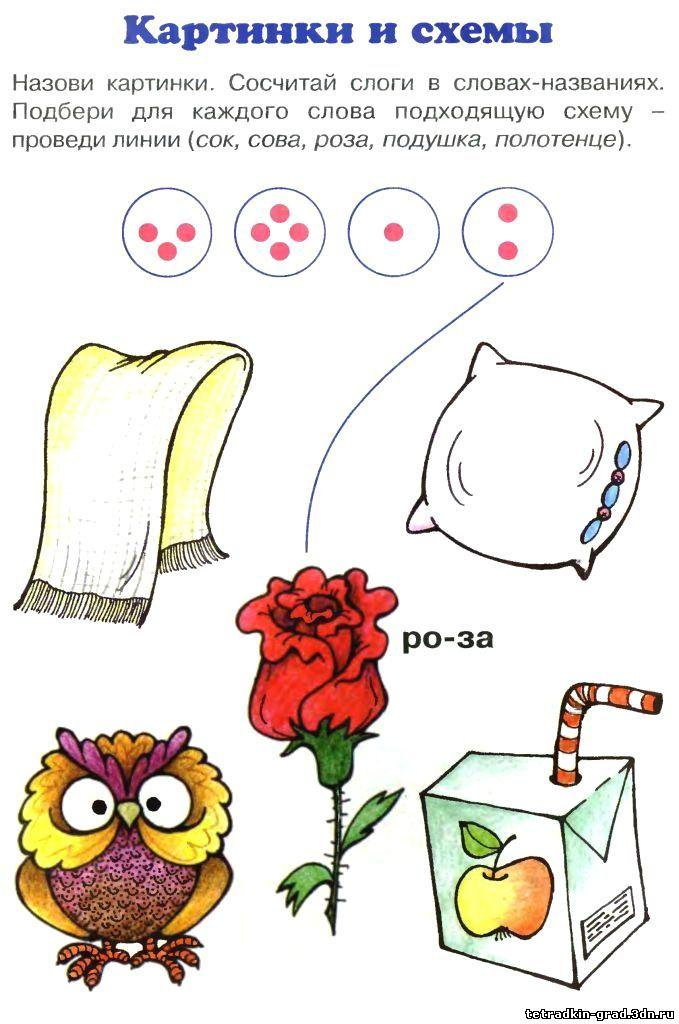 Картинки и схемы
Назови картинки. Сосчитай слоги в словах-названиях.
Подбери для каждого слова подходящую схему –
проведи линии (сок, сова, роза, подушка, полотенце).
ро-за
tetradkin-grad.3dn.ru